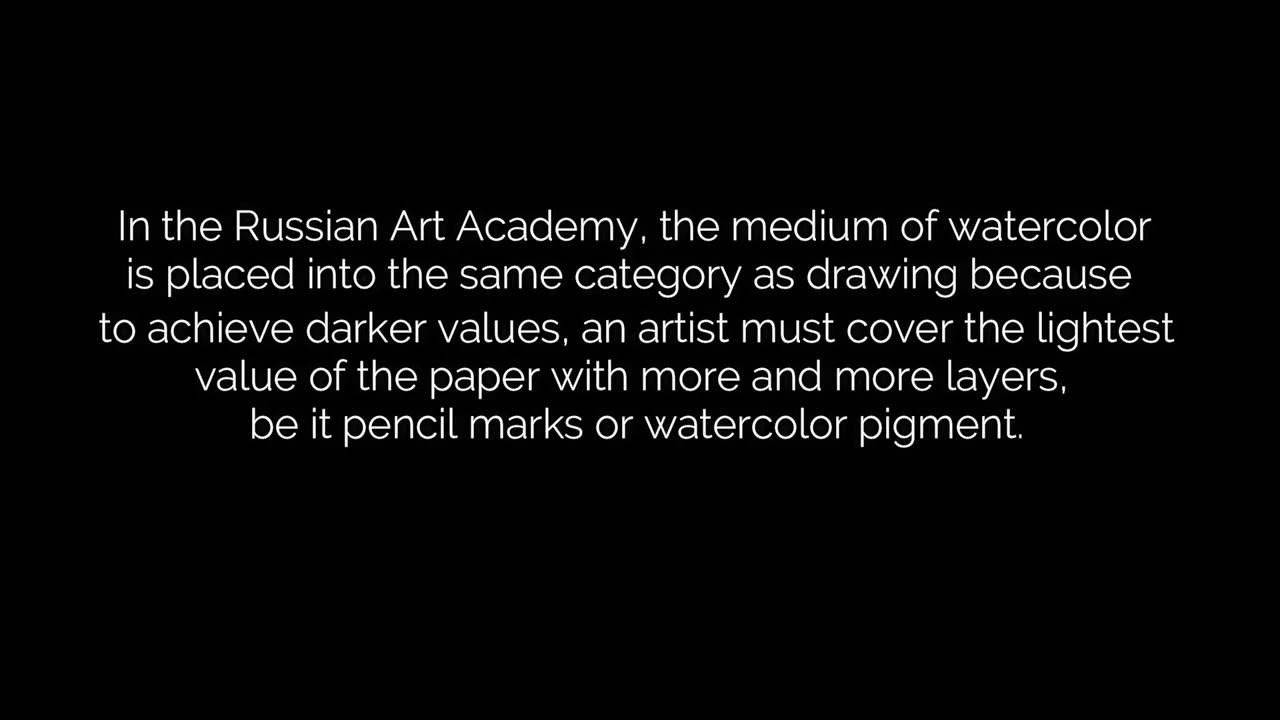 In the Russian Art Academy, the medium of watercolor
is placed into the same category as drawing because
to achieve darker values, an artist must cover the lightest
value of the paper with more and more layers,
be it pencil marks or watercolor pigment.